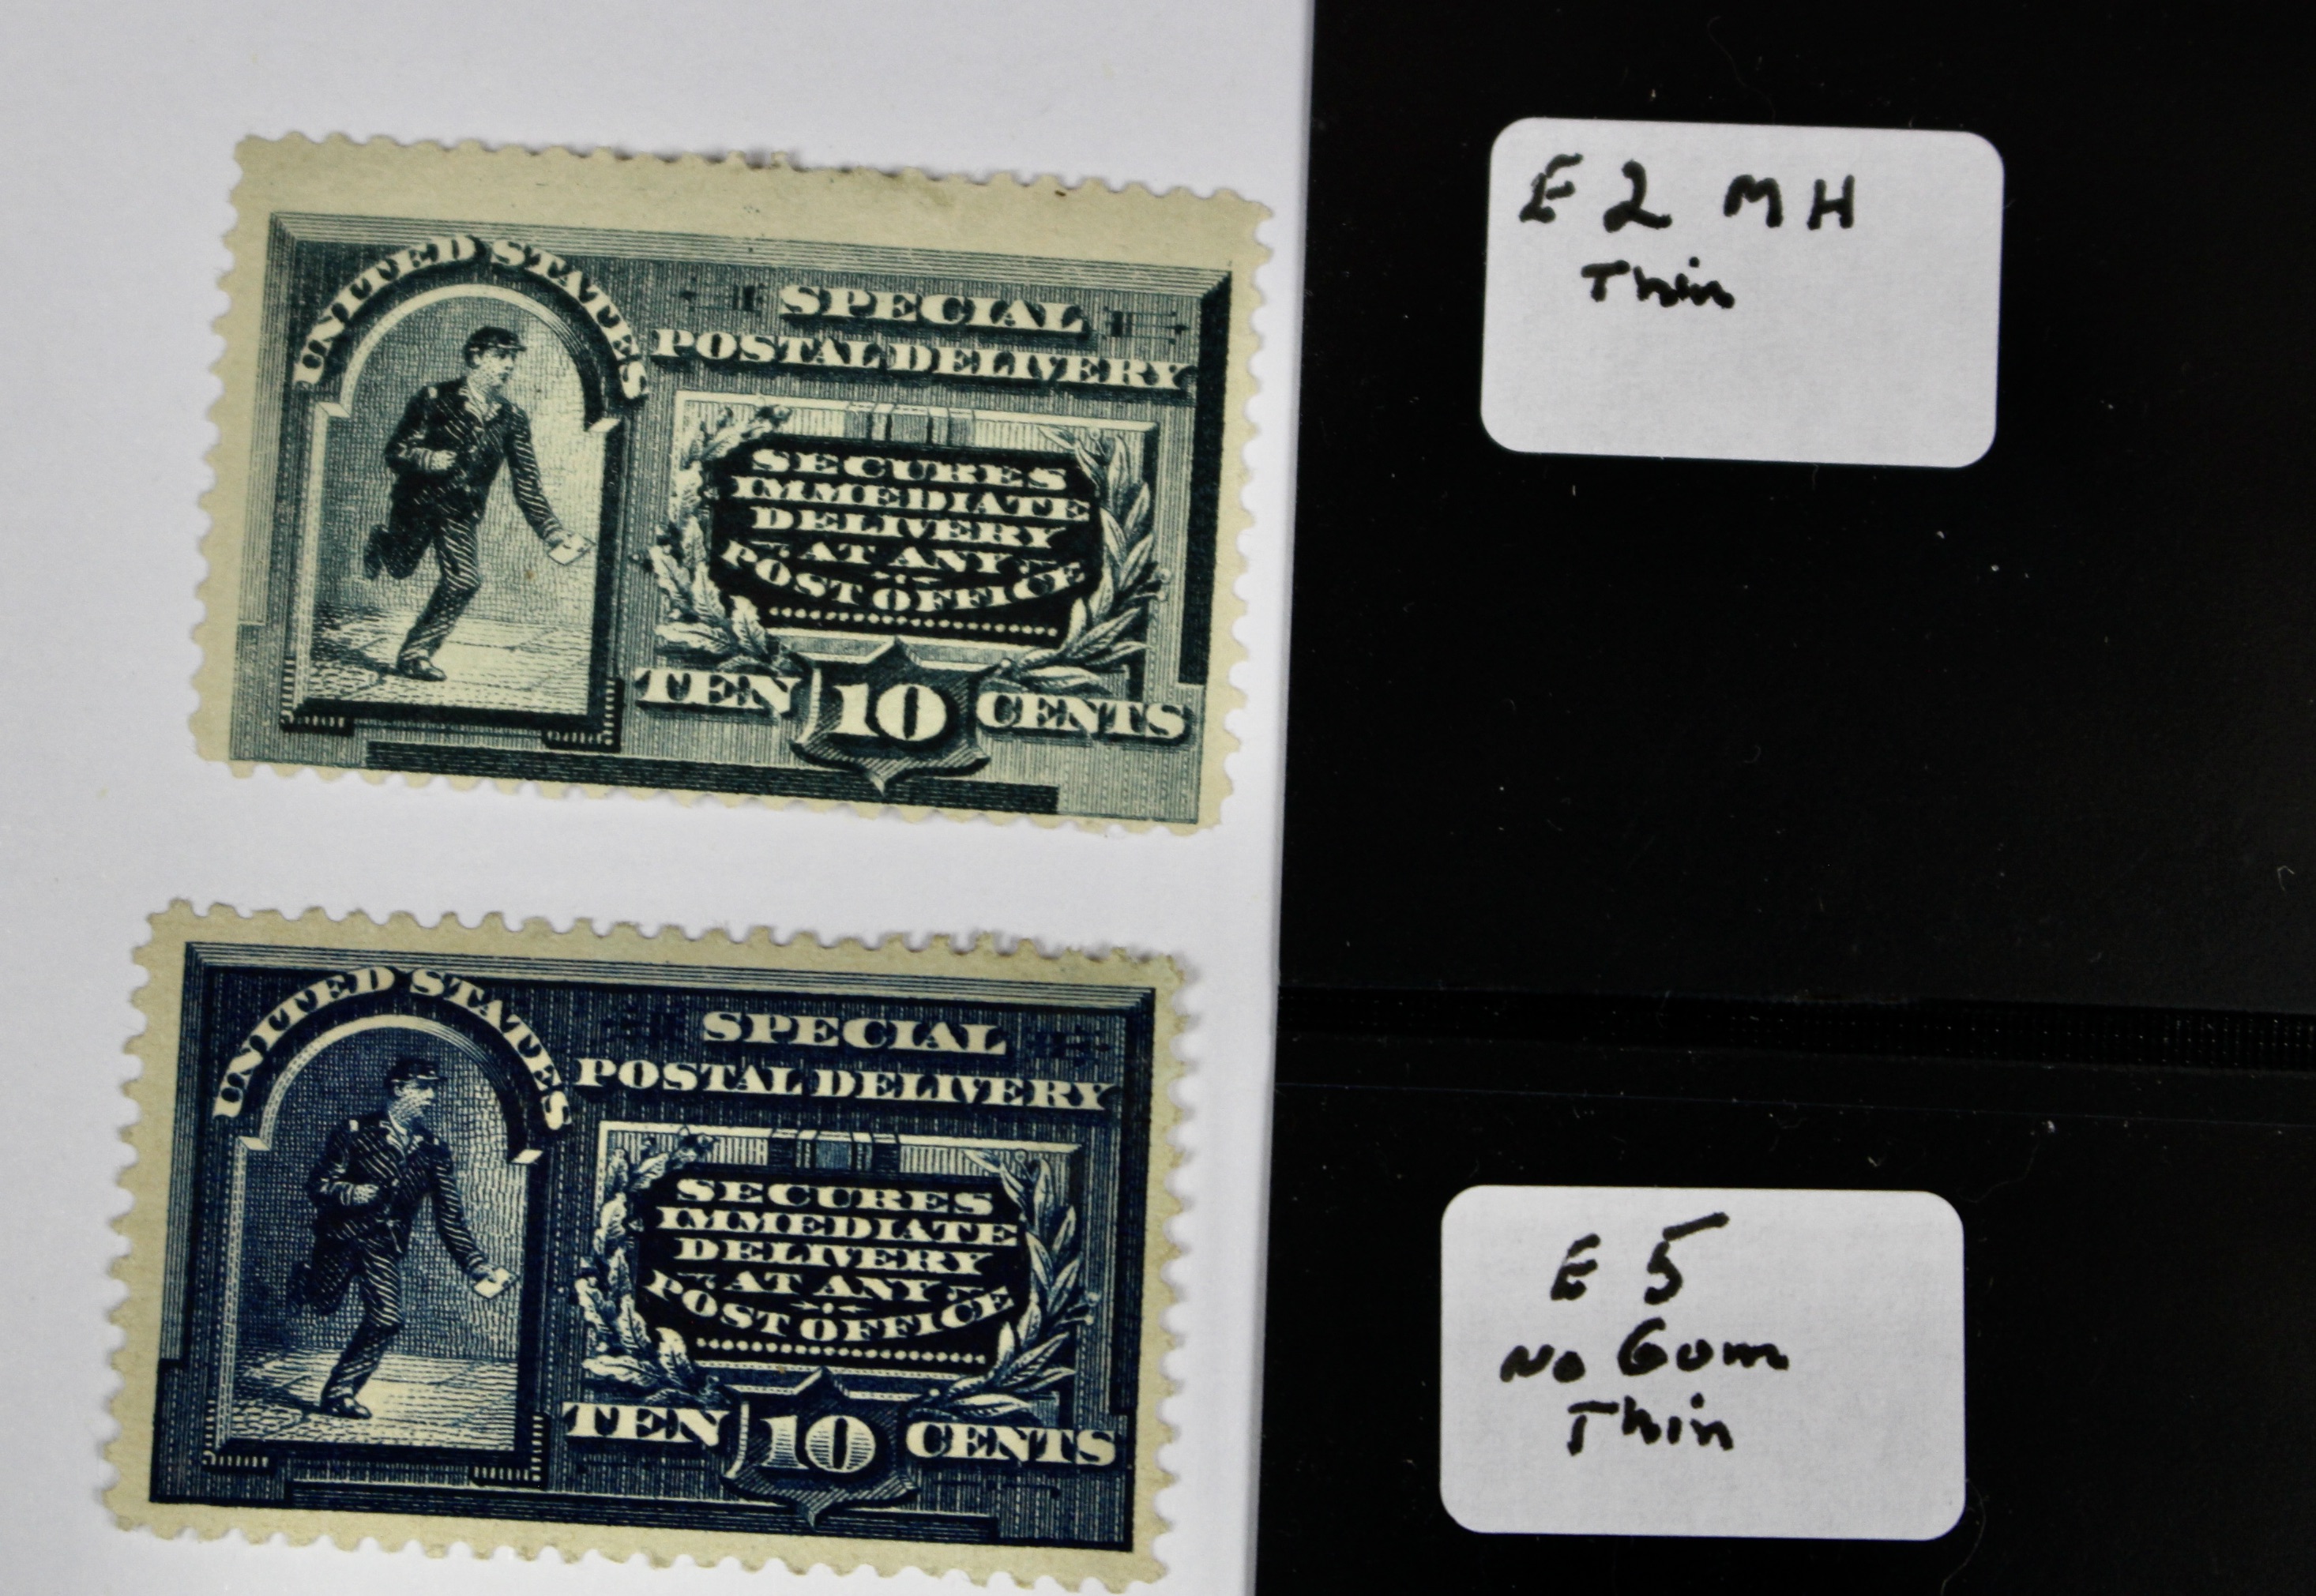 UNITED STATES
SPECIAL
POSTAL DELIVERY
SECURES
IMMEDIATE
DELIVERY
AT ANY
POST OFFICE
TEN 10 CENTS
E2 MH
Thin
UNITED STATES
SPECIAL
POSTAL DELIVERY
SECURES
IMMEDIATE
DELIVERY
AT ANY
POST OFFICE
TEN 10 CENTS
E5
No Gum
Thin